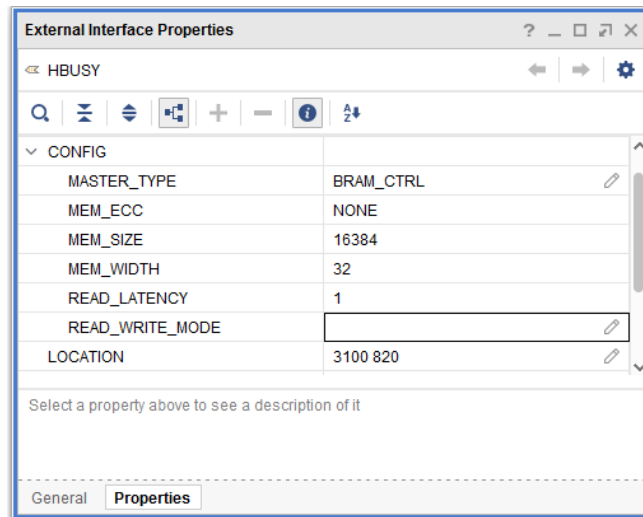 External Interface Properties
HBUSY
CONFIG
MASTER_TYPE BRAM_CTRL
MEM_ECC NONE
MEM_SIZE 16384
MEM_WIDTH 32
READ_LATENCY 1
READ_WRITE_MODE
LOCATION 3100 820
Select a property above to see a description of it
General Properties